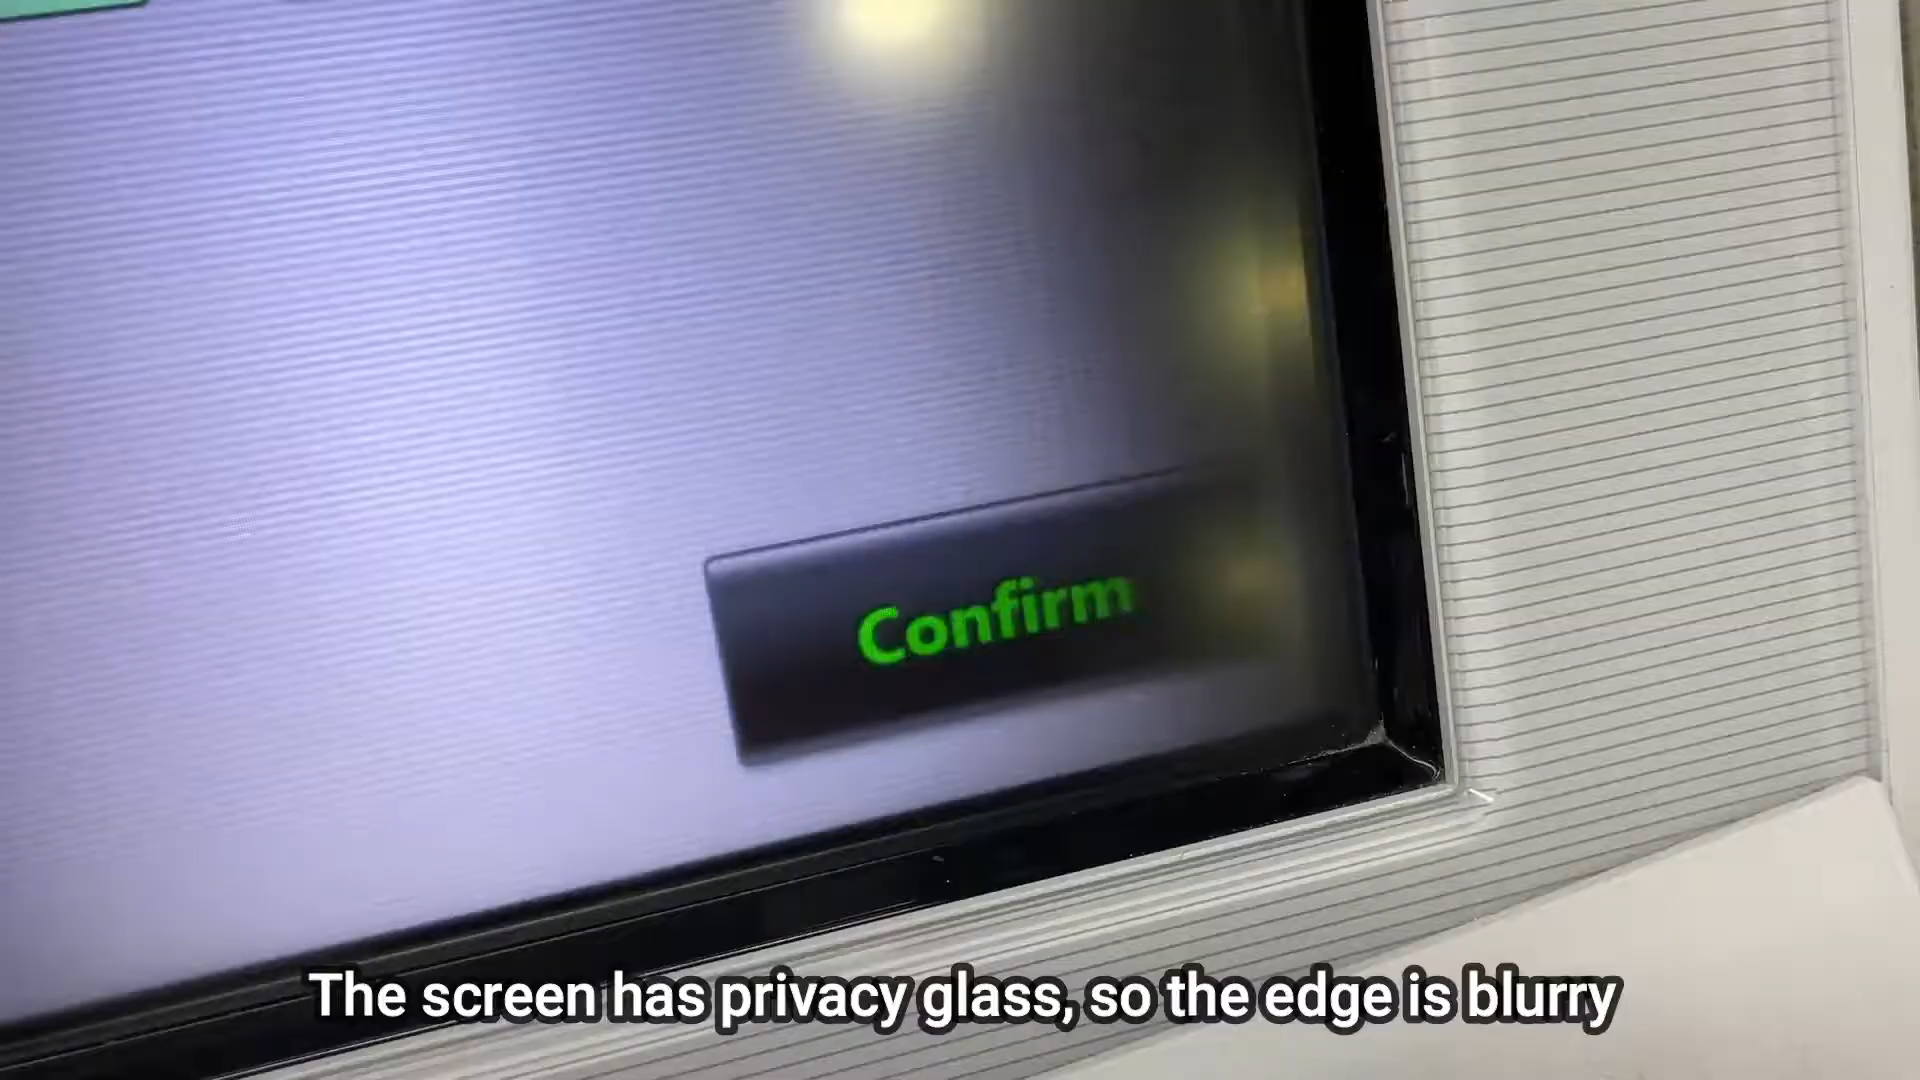 Confirm
The screen has privacy glass, so the edge is blurry